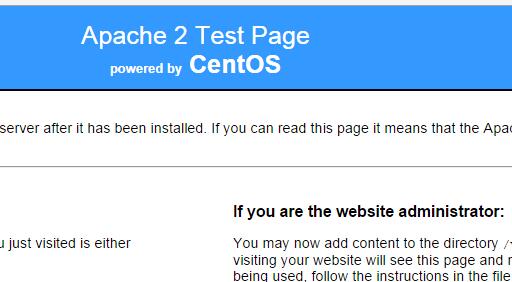 Apache 2 Test Page
powered by CentOS
server after it has been installed. If you can read this page it means that the
If you are the website administrator:
just visited is either
You may now add content to the directory
visiting your website will see this page and
being used, follow the instructions in the file